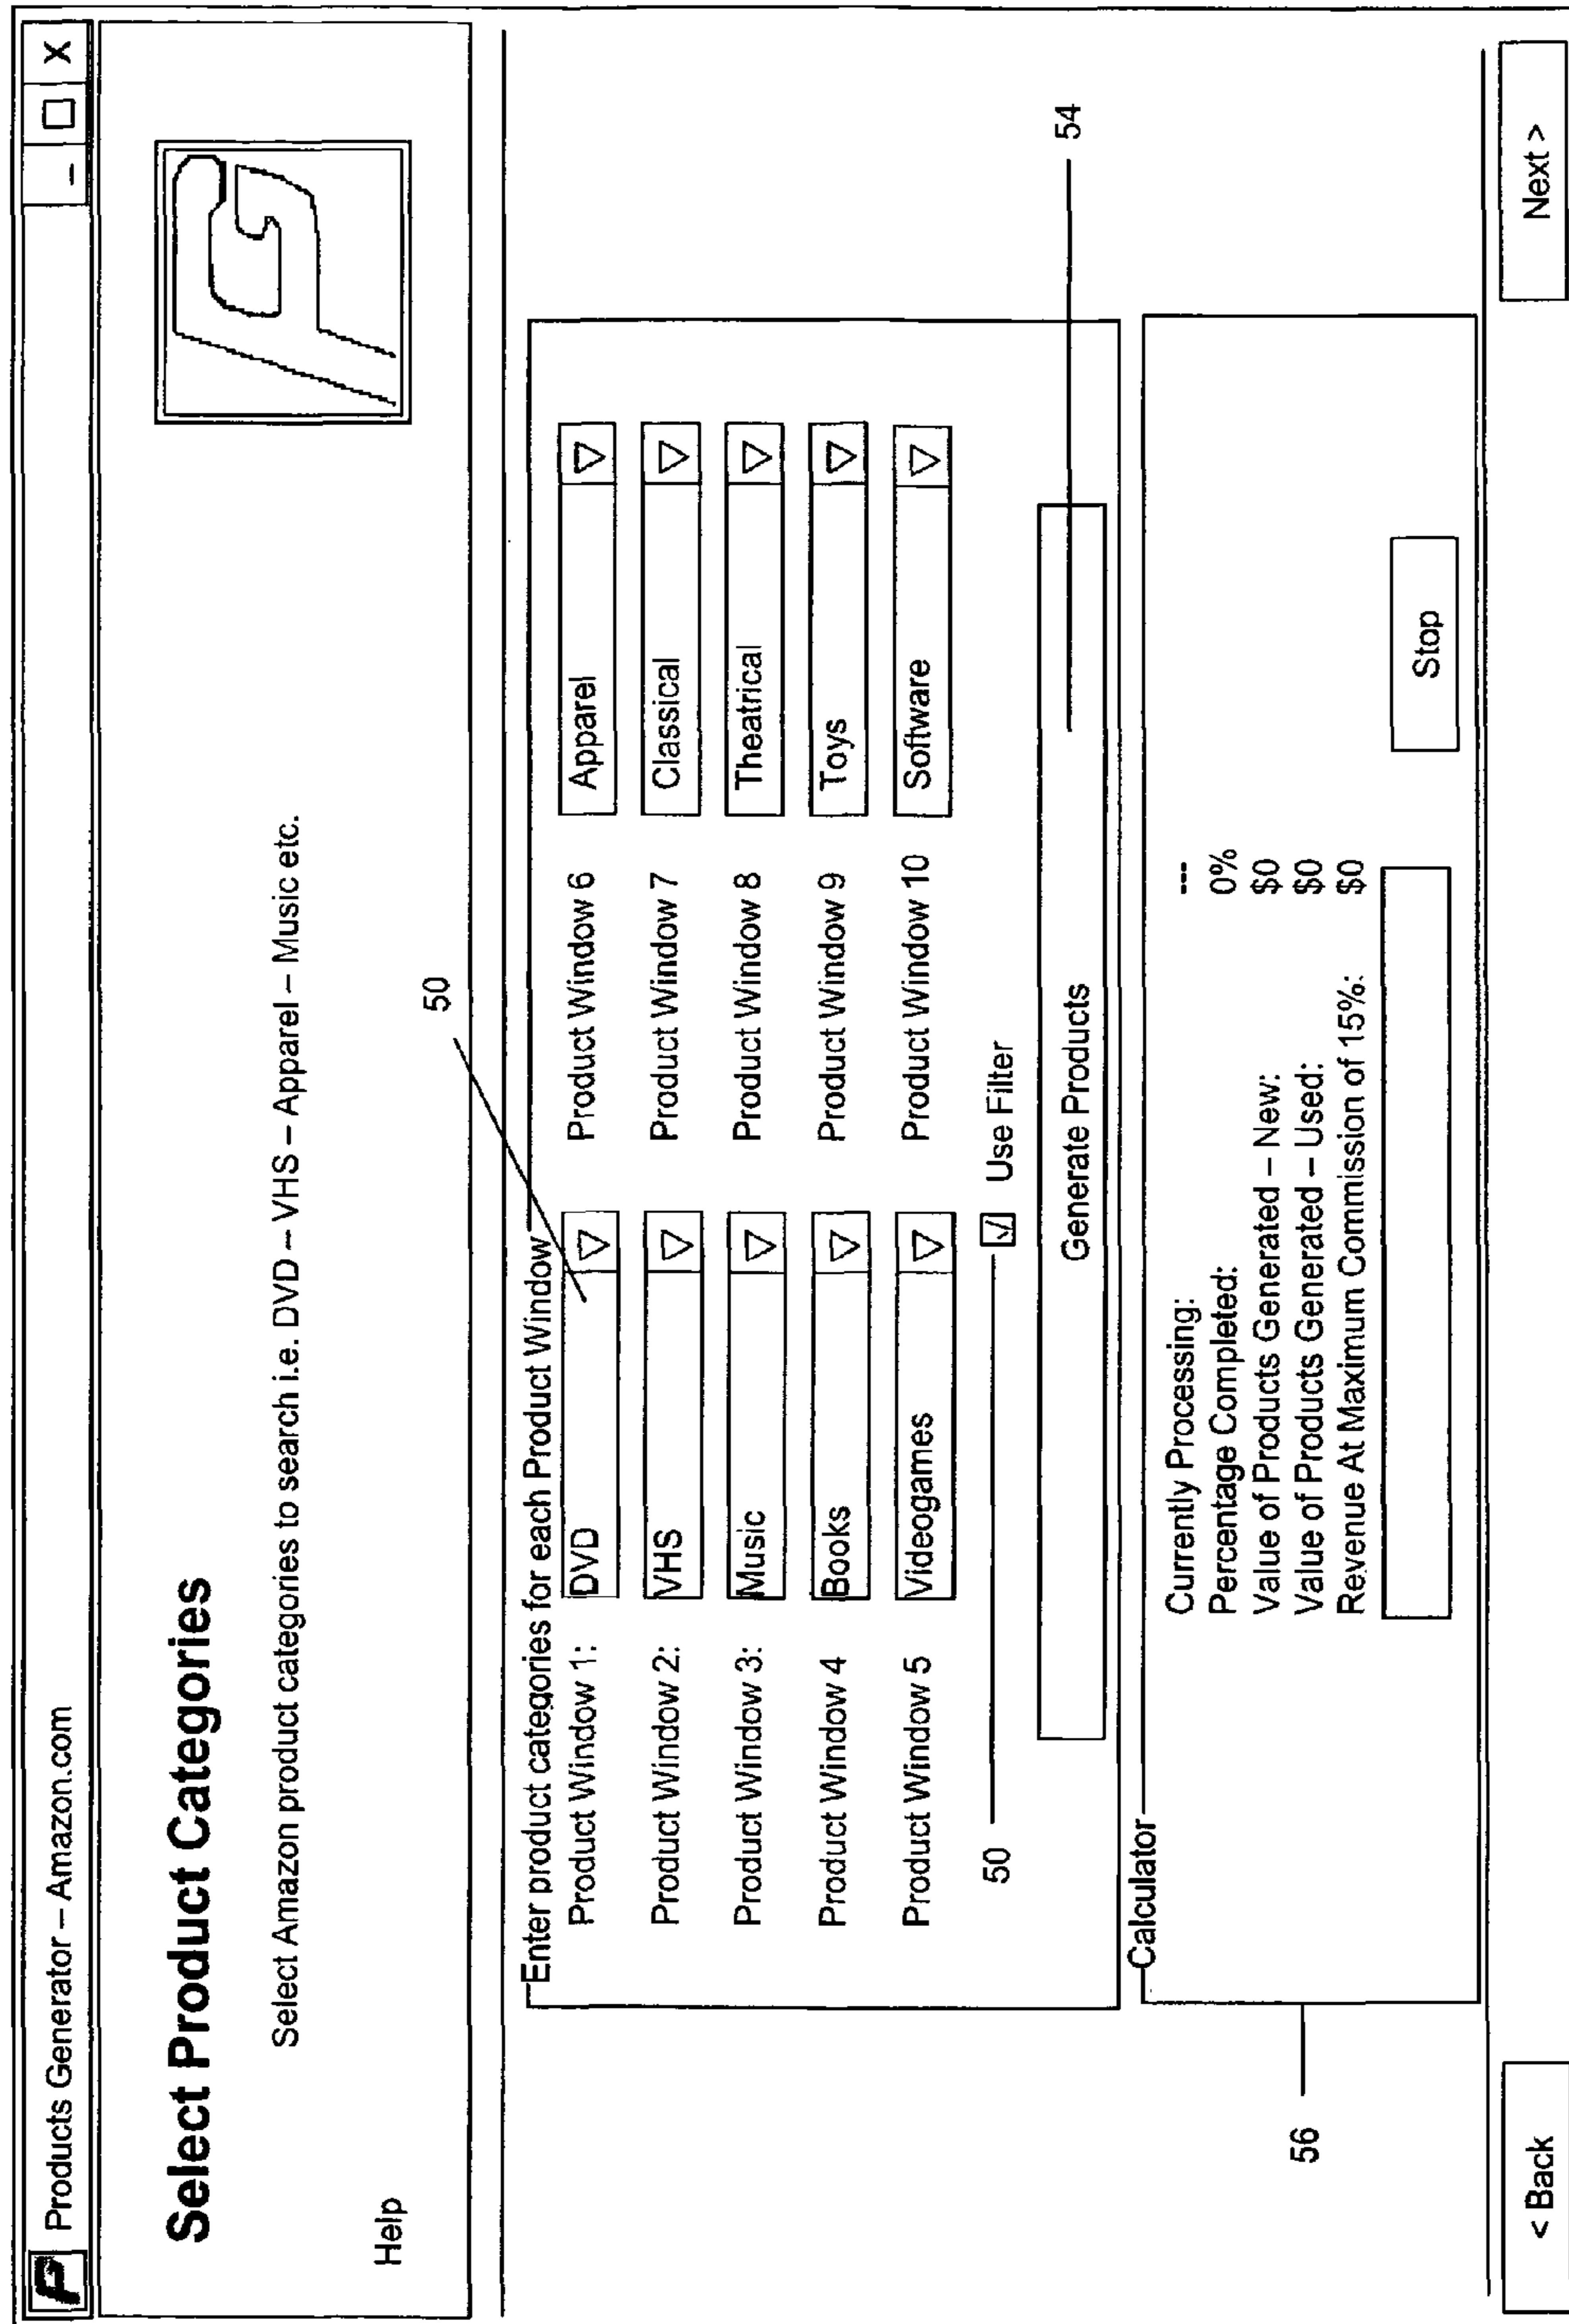 Products Generator – Amazon.com
_ □ X
Select Product Categories
Select Amazon product categories to search i.e. DVD – VHS – Apparel – Music etc.
Help
50
Enter product categories for each Product Window
Product Window 1: DVD Product Window 6 Apparel
Product Window 2: VHS Product Window 7 Classical
Product Window 3: Music Product Window 8 Theatrical
Product Window 4 Books Product Window 9 Toys
Product Window 5 Videogames Product Window 10 Software
50 Use Filter
Generate Products
54
Calculator
Currently Processing: ---
Percentage Completed: 0%
Value of Products Generated – New: $0
Value of Products Generated – Used: $0
Revenue At Maximum Commission of 15%: $0
Stop
56
< Back Next >